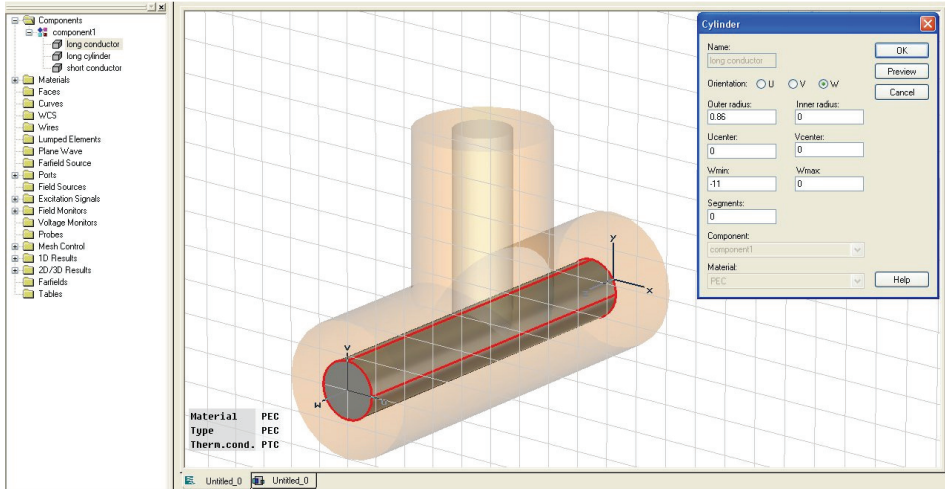 Components
component1
long conductor
long cylinder
short conductor
Materials
Faces
Curves
WCS
Wires
Lumped Elements
Plane Wave
Farfield Source
Ports
Field Sources
Excitation Signals
Field Monitors
Voltage Monitors
Probes
Mesh Control
1D Results
2D/3D Results
Farfields
Tables
y
x
v
w
Material PEC
Type PEC
Therm.cond. PTC
Untitled_0 Untitled_0
Cylinder
Name:
long conductor
OK
Preview
Cancel
Orientation: U V W
Outer radius: Inner radius:
0.86 0
Ucenter: Vcenter:
0 0
Wmin: Wmax:
-11 0
Segments:
0
Component:
component1
Material:
PEC
Help